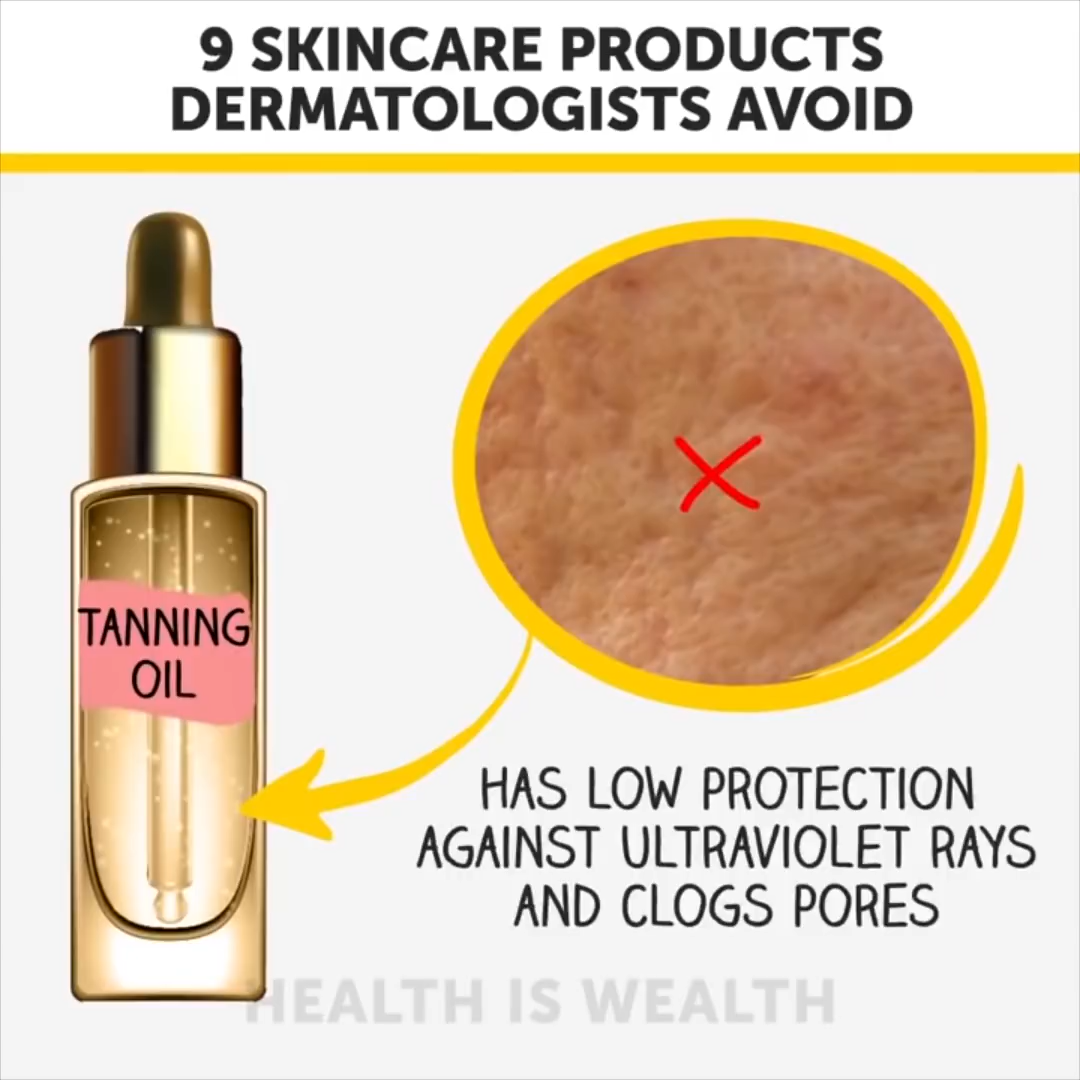 9 SKINCARE PRODUCTS
DERMATOLOGISTS AVOID
TANNING
OIL
HAS LOW PROTECTION
AGAINST ULTRAVIOLET RAYS
AND CLOGS PORES
HEALTH IS WEALTH